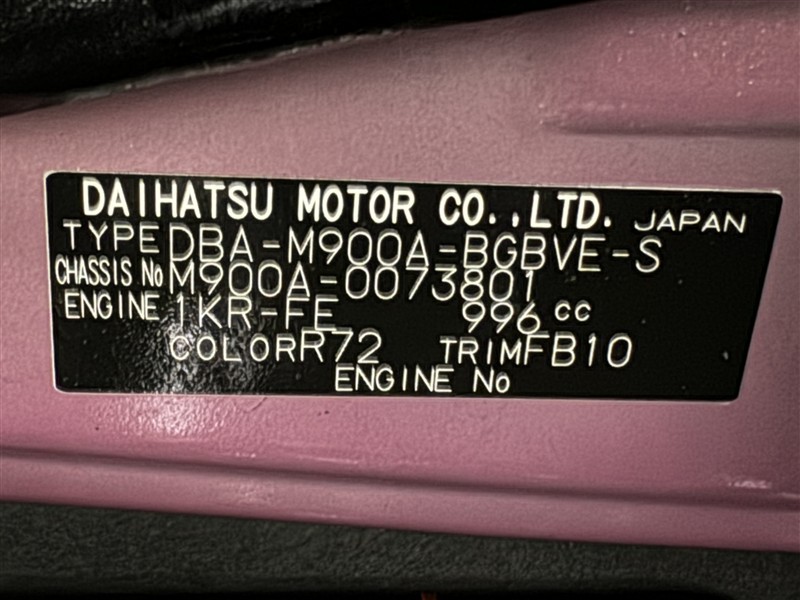 DAIHATSU MOTOR CO.,LTD. JAPAN
TYPE DBA-M900A-BGBVE-S
CHASSIS No M900A-0073801
ENGINE 1KR-FE 996 cc
COLOR R72 TRIM FB10
ENGINE No